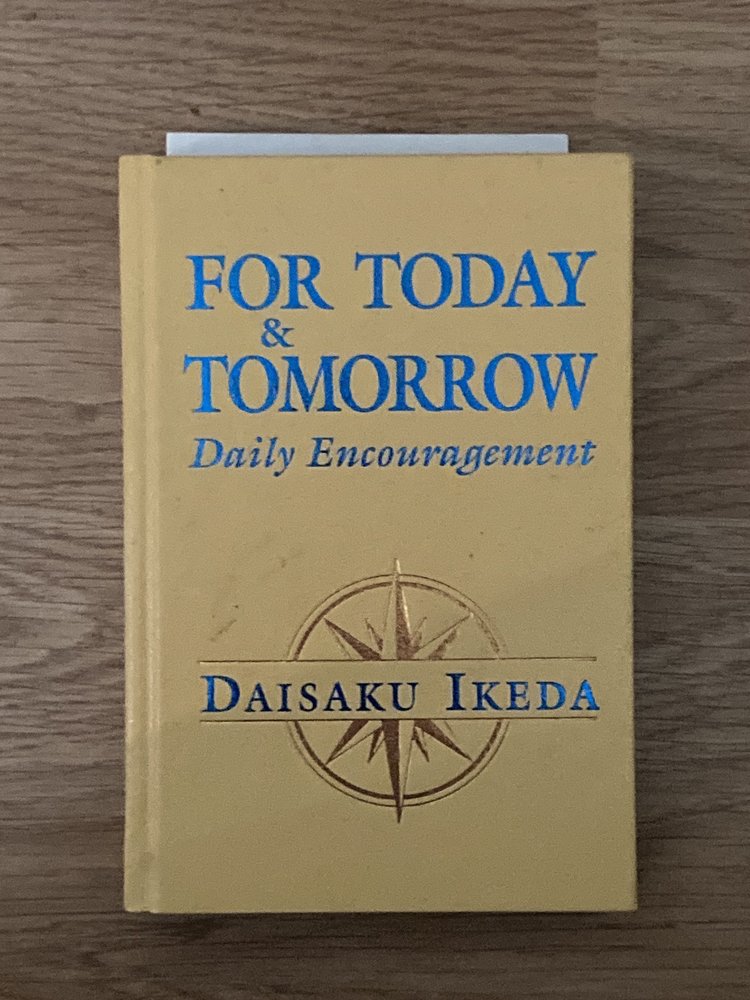 FOR TODAY
&
TOMORROW
Daily Encouragement
DAISAKU IKEDA